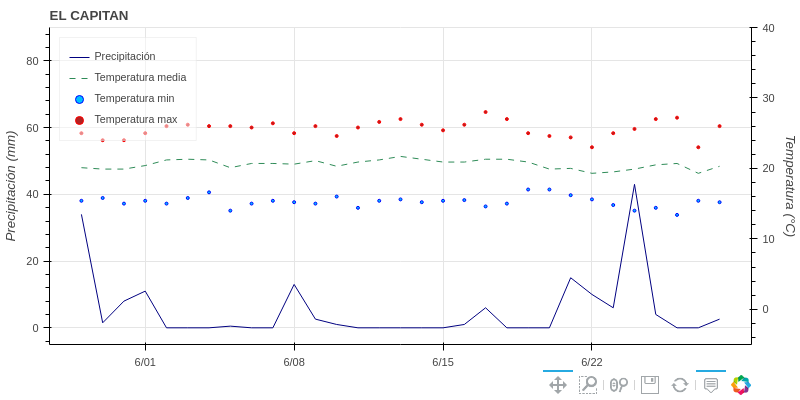 EL CAPITAN
Precipitación
Temperatura media
Temperatura min
Temperatura max
Precipitación (mm)
80
60
40
20
0
Temperatura (°C)
40
30
20
10
0
6/01
6/08
6/15
6/22